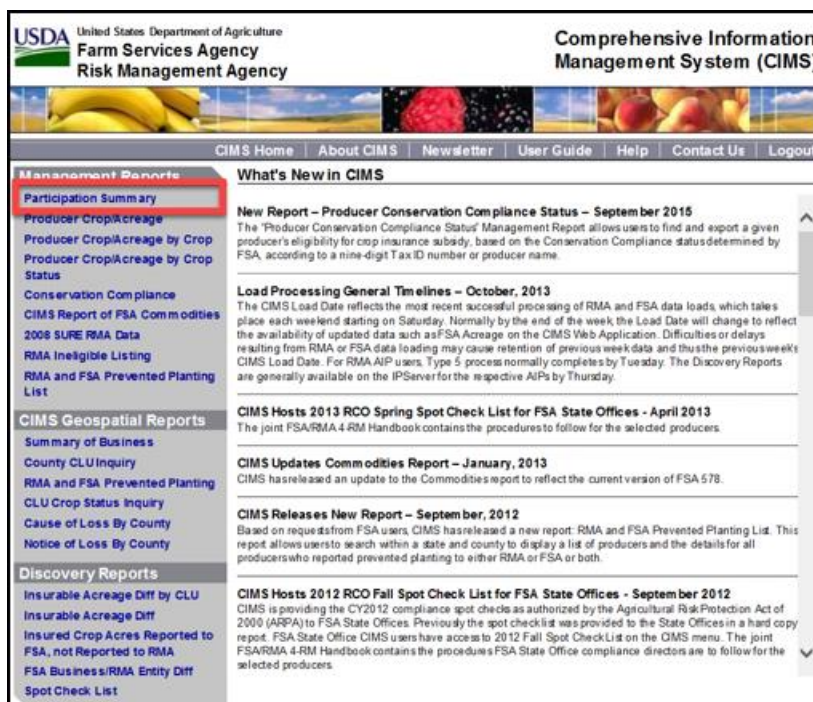 USDA
United States Department of Agriculture
Farm Services Agency
Risk Management Agency
Comprehensive Information
Management System (CIMS)
CIMS Home | About CIMS | Newsletter | User Guide | Help | Contact Us | Logout
Management Reports
Participation Summary
Producer Crop/Acreage
Producer Crop/Acreage by Crop
Producer Crop/Acreage by Crop
Status
Conservation Compliance
CIMS Report of FSA Commodities
2008 SURE RMA Data
RMA Ineligible Listing
RMA and FSA Prevented Planting
List
CIMS Geospatial Reports
Summary of Business
County CLU Inquiry
RMA and FSA Prevented Planting
CLU Crop Status Inquiry
Cause of Loss By County
Notice of Loss By County
Discovery Reports
Insurable Acreage Diff by CLU
Insurable Acreage Diff
Insured Crop Acres Reported to
FSA, not Reported to RMA
FSA Business/RMA Entity Diff
Spot Check List
What's New in CIMS
New Report – Producer Conservation Compliance Status – September 2015
The 'Producer Conservation Compliance Status' Management Report allows users to find and export a given
producer's eligibility for crop insurance subsidy, based on the Conservation Compliance status determined by
FSA, according to a nine-digit Tax ID number or producer name.
Load Processing General Timelines – October, 2013
The CIMS Load Date reflects the most recent successful processing of RMA and FSA data loads, which takes
place each weekend starting on Saturday. Normally by the end of the week, the Load Date will change to reflect
the availability of updated data such as FSA Acreage on the CIMS Web Application. Difficulties or delays
resulting from RMA or FSA data loading may cause retention of previous week data and thus the previous week's
CIMS Load Date. For RMA AIP users, Type 5 process normally completes by Tuesday. The Discovery Reports
are generally available on the IPServer for the respective AIPs by Thursday.
CIMS Hosts 2013 RCO Spring Spot Check List for FSA State Offices - April 2013
The joint FSA/RMA 4-RM Handbook contains the procedures to follow for the selected producers.
CIMS Updates Commodities Report – January, 2013
CIMS has released an update to the Commodities report to reflect the current version of FSA 578.
CIMS Releases New Report – September, 2012
Based on requests from FSA users, CIMS has released a new report: RMA and FSA Prevented Planting List. This
report allows users to search within a state and county to display a list of producers and the details for all
producers who reported prevented planting to either RMA or FSA or both.
CIMS Hosts 2012 RCO Fall Spot Check List for FSA State Offices - September 2012
CIMS is providing the CY2012 compliance spot checks as authorized by the Agricultural Risk Protection Act of
2000 (ARPA) to FSA State Offices. Previously the spot check list was provided to the State Offices in a hard copy
report. FSA State Office CIMS users have access to 2012 Fall Spot Check List on the CIMS menu. The joint
FSA/RMA 4-RM Handbook contains the procedures FSA State Office compliance directors are to follow for the
selected producers.